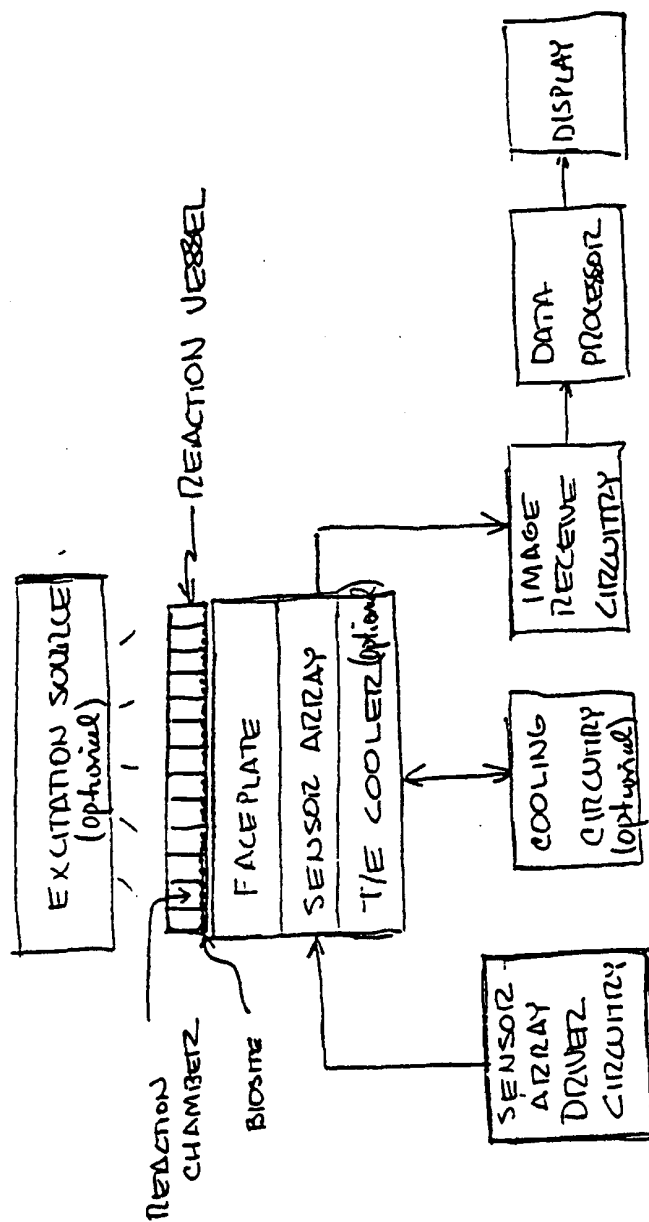 EXCITATION SOURCE
(optional)
REACTION
CHAMBER
BIOSITE
REACTION VESSEL
FACEPLATE
SENSOR ARRAY
T/E COOLER (optional)
SENSOR
ARRAY
DRIVER
CIRCUITRY
COOLING
CIRCUITRY
(optional)
IMAGE
RECEIVE
CIRCUITRY
DATA
PROCESSOR
DISPLAY